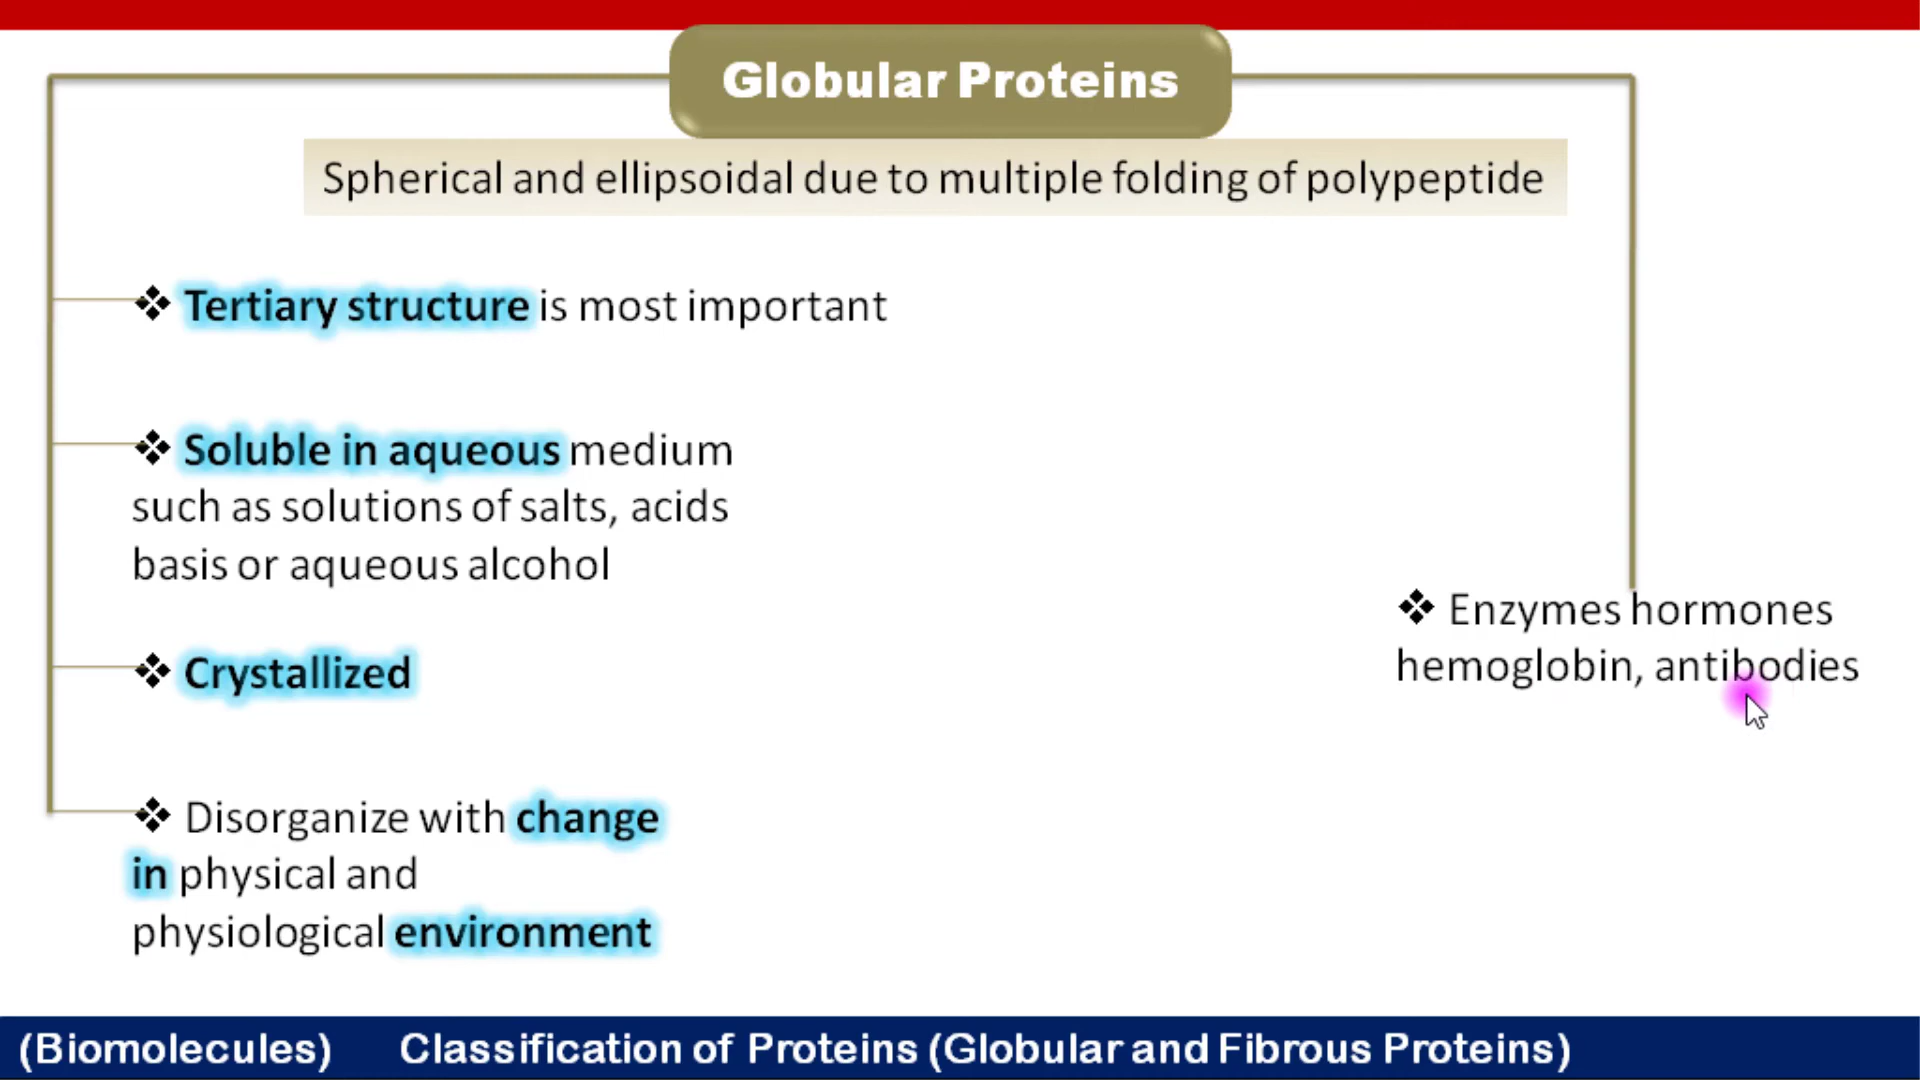 Globular Proteins
Spherical and ellipsoidal due to multiple folding of polypeptide
❖ Tertiary structure is most important
❖ Soluble in aqueous medium
such as solutions of salts, acids
basis or aqueous alcohol
❖ Crystallized
❖ Disorganize with change
in physical and
physiological environment
❖ Enzymes hormones
hemoglobin, antibodies
(Biomolecules) Classification of Proteins (Globular and Fibrous Proteins)